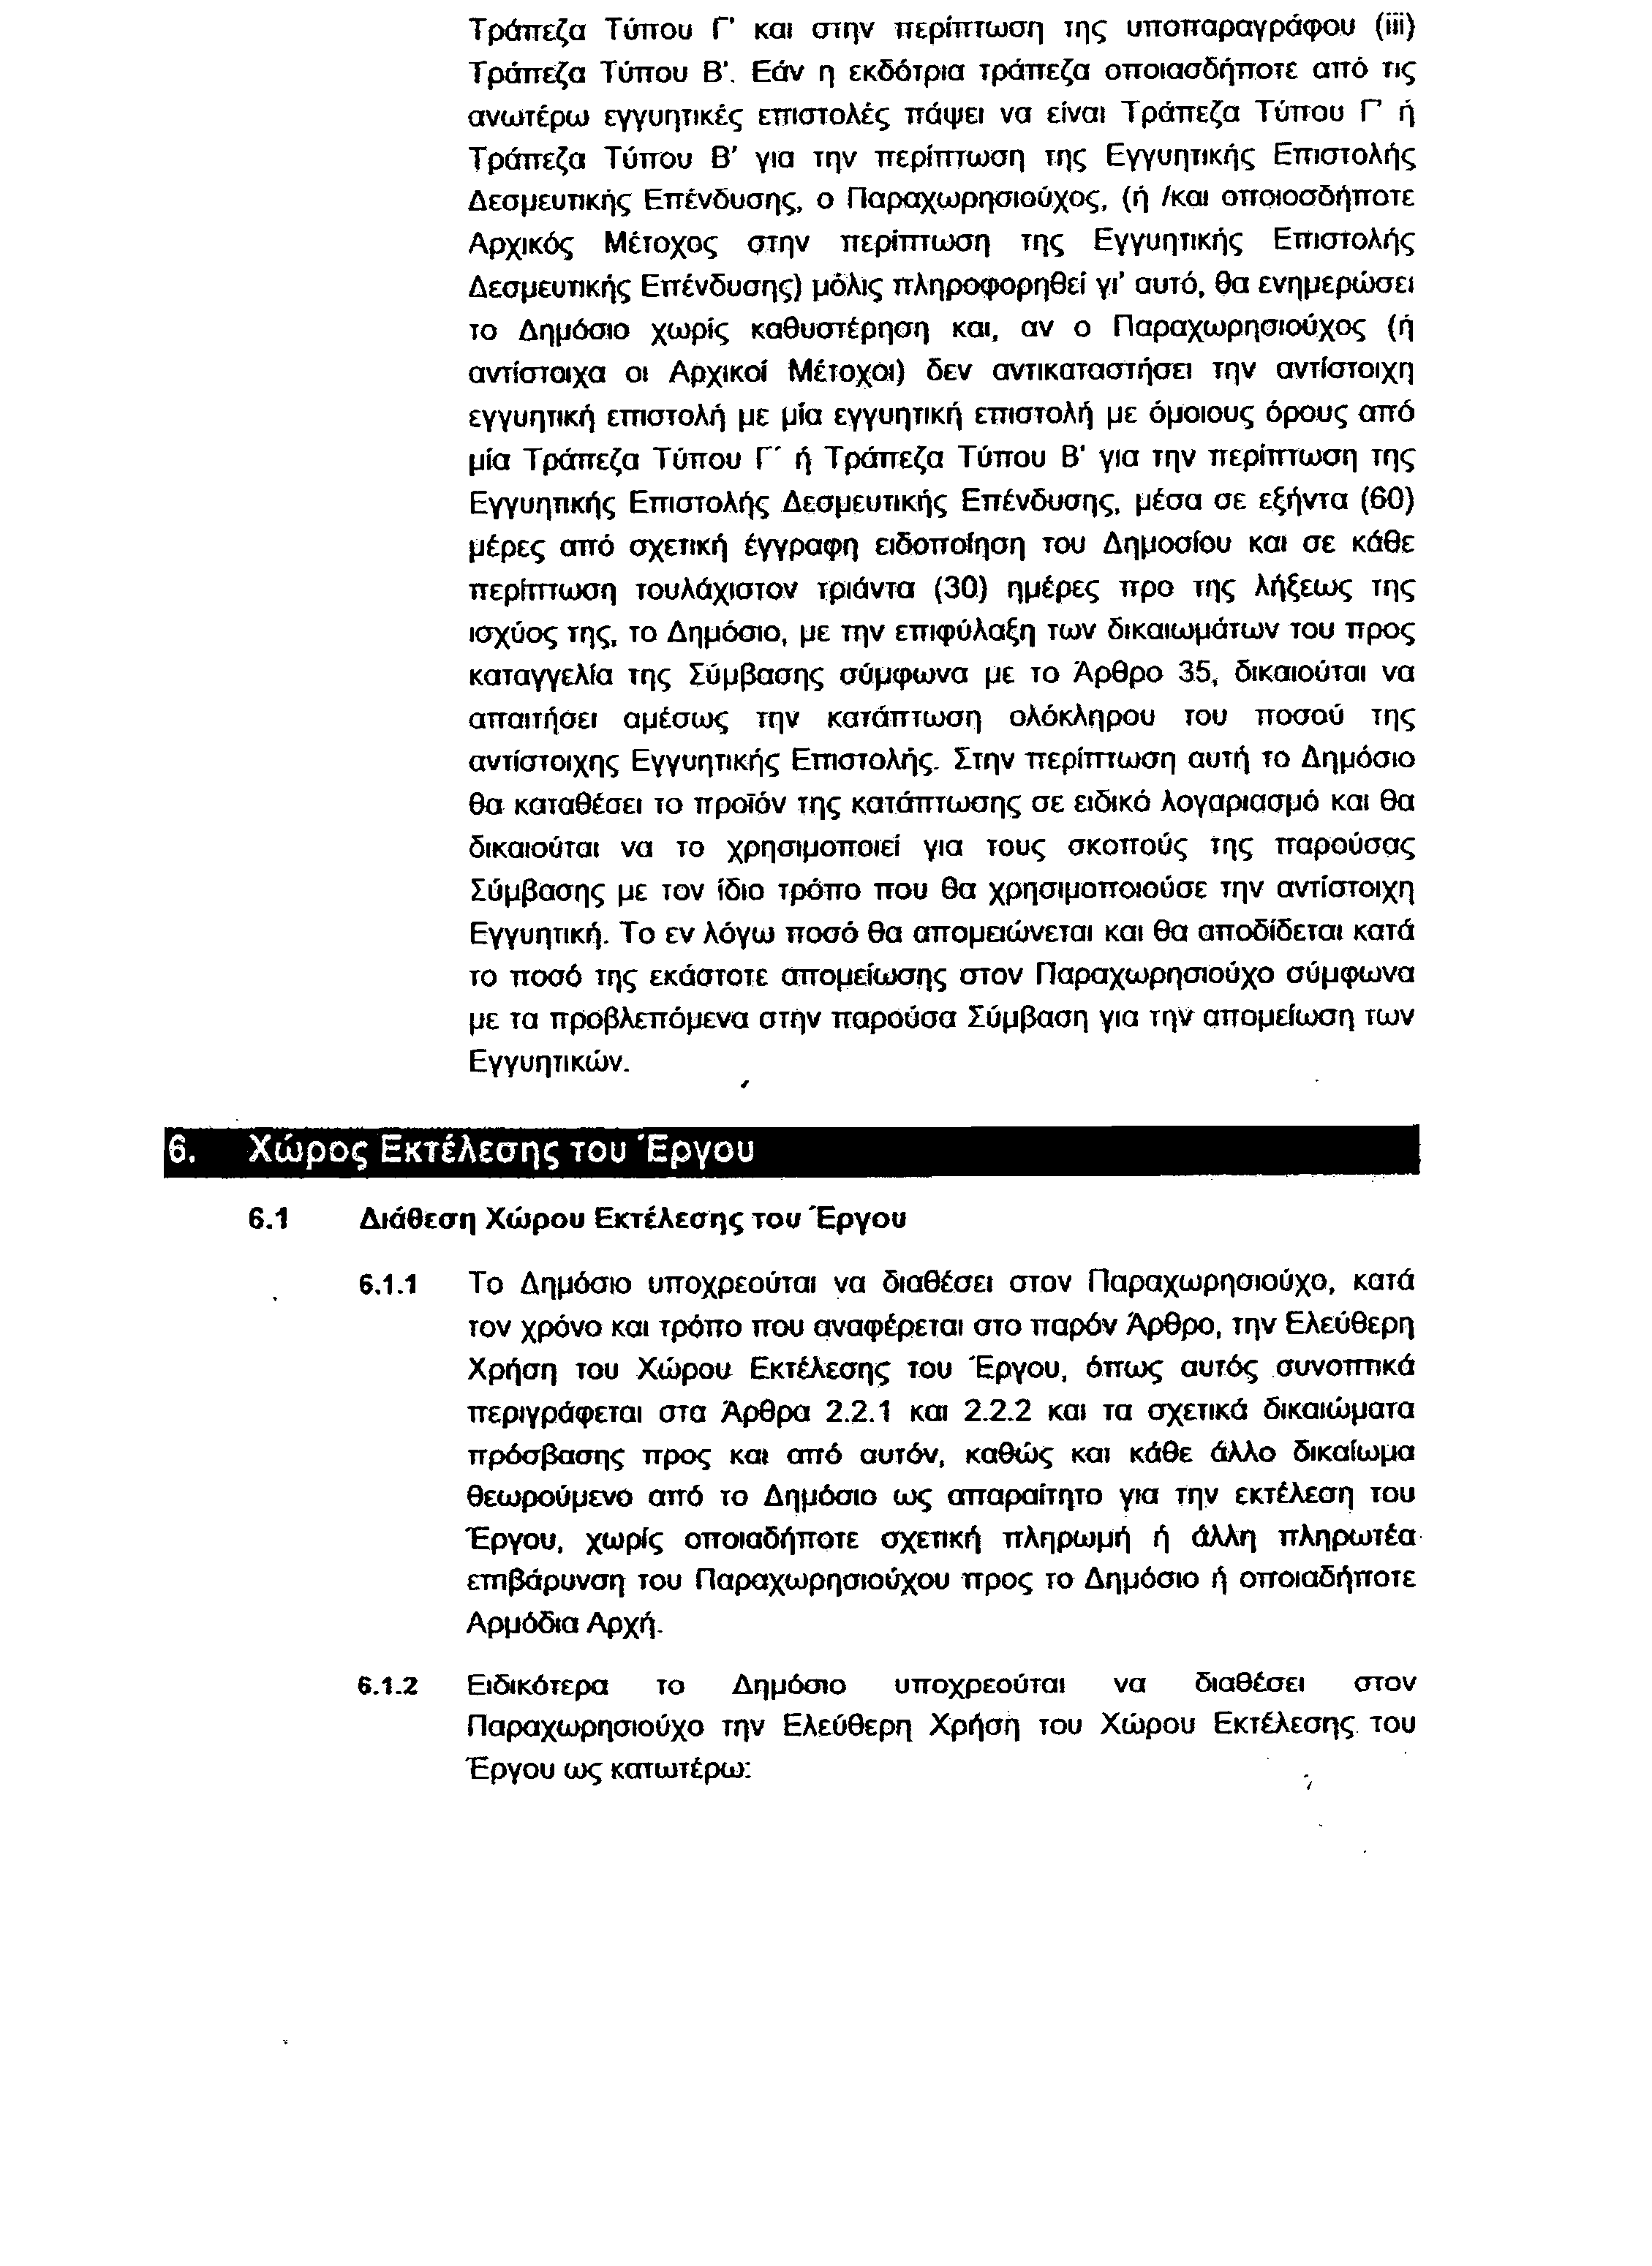 Τράπεζα Τύπου Γ' και στην περίπτωση της υποπαραγράφου (iii)
Τράπεζα Τύπου Β'. Εάν η εκδότρια τράπεζα οποιασδήποτε από τις
ανωτέρω εγγυητικές επιστολές πάψει να είναι Τράπεζα Τύπου Γ' ή
Τράπεζα Τύπου Β' για την περίπτωση της Εγγυητικής Επιστολής
Δεσμευτικής Επένδυσης, ο Παραχωρησιούχος, (ή /και οποιοσδήποτε
Αρχικός Μέτοχος στην περίπτωση της Εγγυητικής Επιστολής
Δεσμευτικής Επένδυσης) μόλις πληροφορηθεί γι' αυτό, θα ενημερώσει
το Δημόσιο χωρίς καθυστέρηση και, αν ο Παραχωρησιούχος (ή
αντίστοιχα οι Αρχικοί Μέτοχοι) δεν αντικαταστήσει την αντίστοιχη
εγγυητική επιστολή με μία εγγυητική επιστολή με όμοιους όρους από
μία Τράπεζα Τύπου Γ' ή Τράπεζα Τύπου Β' για την περίπτωση της
Εγγυητικής Επιστολής Δεσμευτικής Επένδυσης, μέσα σε εξήντα (60)
μέρες από σχετική έγγραφη ειδοποίηση του Δημοσίου και σε κάθε
περίπτωση τουλάχιστον τριάντα (30) ημέρες προ της λήξεως της
ισχύος της, το Δημόσιο, με την επιφύλαξη των δικαιωμάτων του προς
καταγγελία της Σύμβασης σύμφωνα με το Άρθρο 35, δικαιούται να
απαιτήσει αμέσως την κατάπτωση ολόκληρου του ποσού της
αντίστοιχης Εγγυητικής Επιστολής. Στην περίπτωση αυτή το Δημόσιο
θα καταθέσει το προϊόν της κατάπτωσης σε ειδικό λογαριασμό και θα
δικαιούται να το χρησιμοποιεί για τους σκοπούς της παρούσας
Σύμβασης με τον ίδιο τρόπο που θα χρησιμοποιούσε την αντίστοιχη
Εγγυητική. Το εν λόγω ποσό θα απομειώνεται και θα αποδίδεται κατά
το ποσό της εκάστοτε απομείωσης στον Παραχωρησιούχο σύμφωνα
με τα προβλεπόμενα στην παρούσα Σύμβαση για την απομείωση των
Εγγυητικών.
6. Χώρος Εκτέλεσης του Έργου
6.1 Διάθεση Χώρου Εκτέλεσης του Έργου
6.1.1 Το Δημόσιο υποχρεούται να διαθέσει στον Παραχωρησιούχο, κατά
τον χρόνο και τρόπο που αναφέρεται στο παρόν Άρθρο, την Ελεύθερη
Χρήση του Χώρου Εκτέλεσης του Έργου, όπως αυτός συνοπτικά
περιγράφεται στα Άρθρα 2.2.1 και 2.2.2 και τα σχετικά δικαιώματα
πρόσβασης προς και από αυτόν, καθώς και κάθε άλλο δικαίωμα
θεωρούμενο από το Δημόσιο ως απαραίτητο για την εκτέλεση του
Έργου, χωρίς οποιαδήποτε σχετική πληρωμή ή άλλη πληρωτέα
επιβάρυνση του Παραχωρησιούχου προς το Δημόσιο ή οποιαδήποτε
Αρμόδια Αρχή.
6.1.2 Ειδικότερα το Δημόσιο υποχρεούται να διαθέσει στον
Παραχωρησιούχο την Ελεύθερη Χρήση του Χώρου Εκτέλεσης του
Έργου ως κατωτέρω: